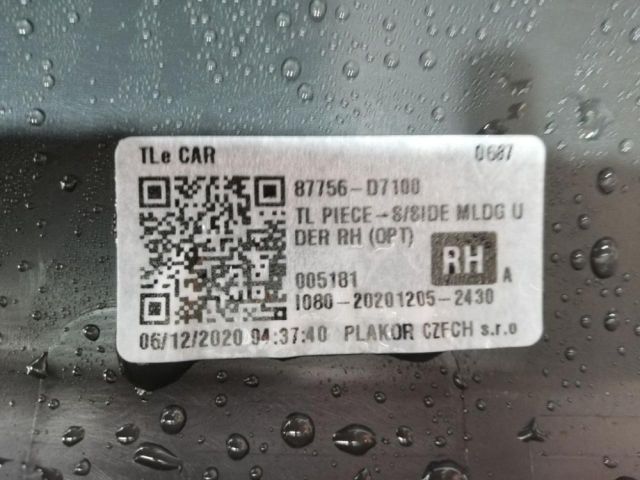 TLe CAR 0687
87756-D7100
TL PIECE-S/SIDE MLDG U
DER RH (OPT)
RH
A
005181
I080-20201205-2430
06/12/2020 04:37:40 PLAKOR CZECH s.r.o